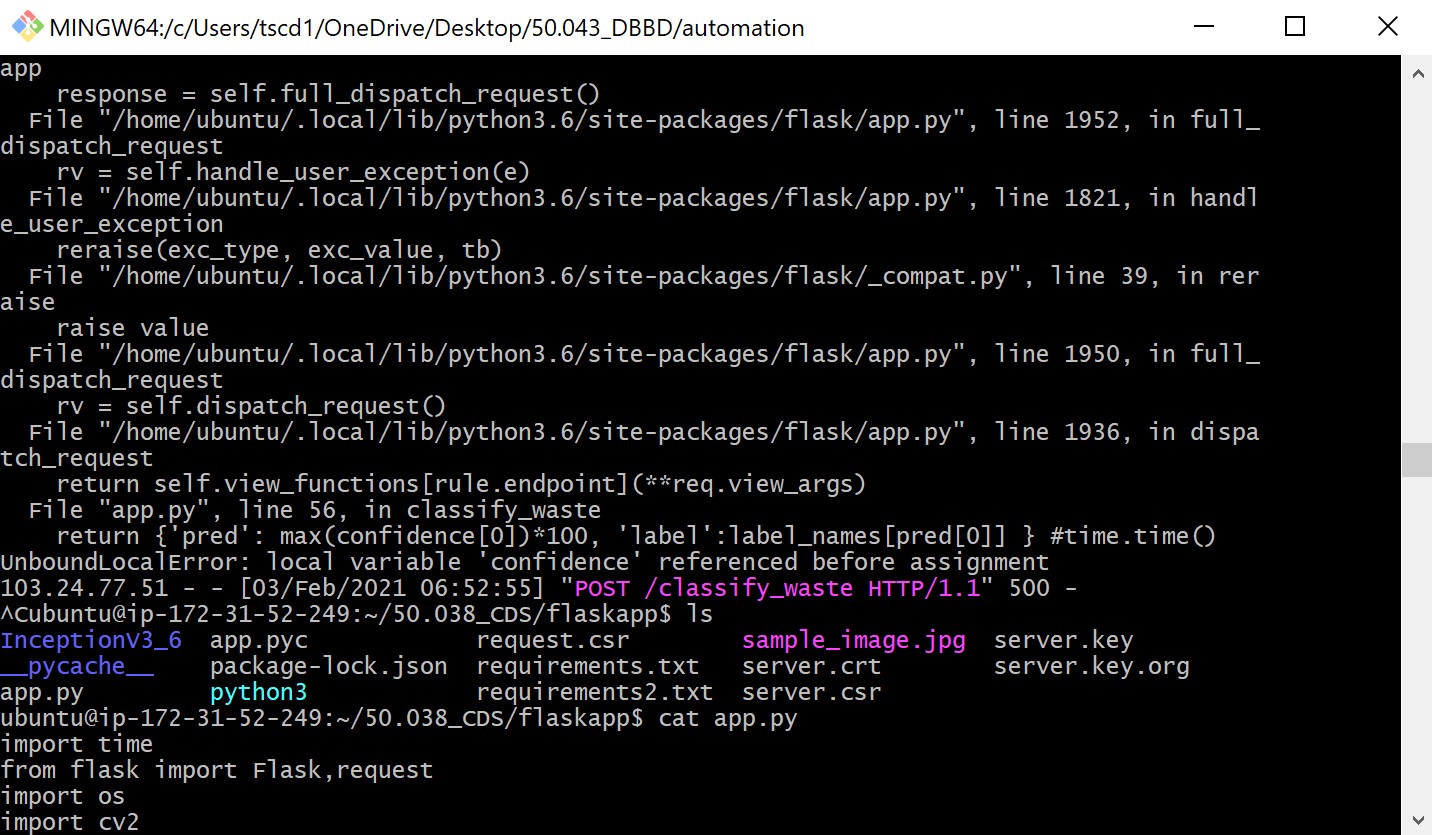 MINGW64:/c/Users/tscd1/OneDrive/Desktop/50.043_DBBD/automation
app
    response = self.full_dispatch_request()
  File "/home/ubuntu/.local/lib/python3.6/site-packages/flask/app.py", line 1952, in full_
dispatch_request
    rv = self.handle_user_exception(e)
  File "/home/ubuntu/.local/lib/python3.6/site-packages/flask/app.py", line 1821, in handl
e_user_exception
    reraise(exc_type, exc_value, tb)
  File "/home/ubuntu/.local/lib/python3.6/site-packages/flask/_compat.py", line 39, in rer
aise
    raise value
  File "/home/ubuntu/.local/lib/python3.6/site-packages/flask/app.py", line 1950, in full_
dispatch_request
    rv = self.dispatch_request()
  File "/home/ubuntu/.local/lib/python3.6/site-packages/flask/app.py", line 1936, in dispa
tch_request
    return self.view_functions[rule.endpoint](**req.view_args)
  File "app.py", line 56, in classify_waste
    return {'pred': max(confidence[0])*100, 'label':label_names[pred[0]] } #time.time()
UnboundLocalError: local variable 'confidence' referenced before assignment
103.24.77.51 - - [03/Feb/2021 06:52:55] "POST /classify_waste HTTP/1.1" 500 -
^Cubuntu@ip-172-31-52-249:~/50.038_CDS/flaskapp$ ls
InceptionV3_6  app.pyc            request.csr        sample_image.jpg  server.key
__pycache__    package-lock.json  requirements.txt   server.crt        server.key.org
app.py         python3            requirements2.txt  server.csr
ubuntu@ip-172-31-52-249:~/50.038_CDS/flaskapp$ cat app.py
import time
from flask import Flask,request
import os
import cv2